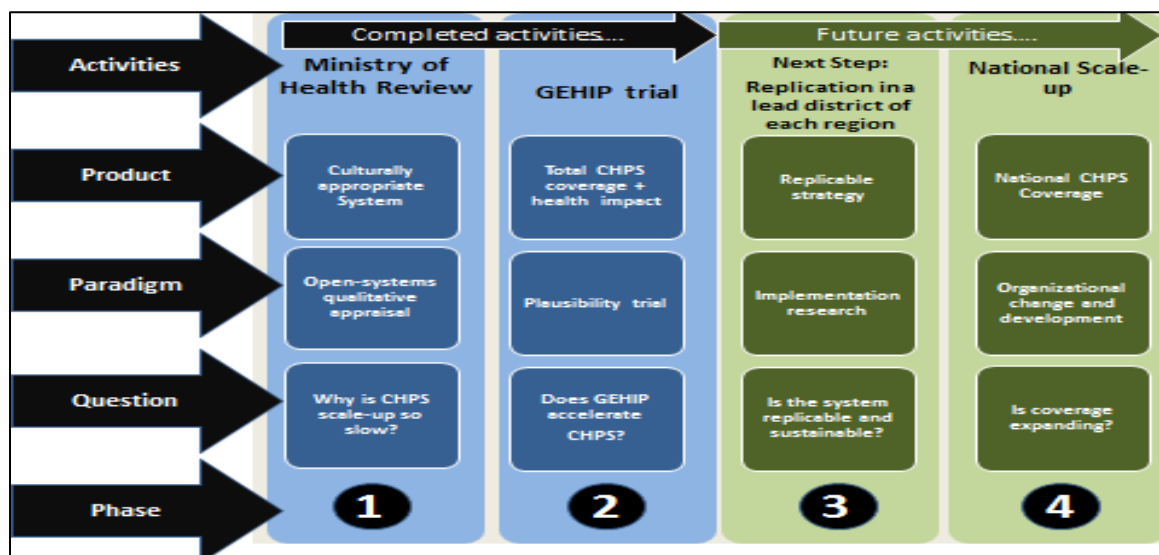 Completed activities....
Future activities....
Activities
Ministry of
Health Review
GEHIP trial
Next Step:
Replication in a
lead district of
each region
National Scale-
up
Product
Culturally
appropriate
System
Total CHPS
coverage +
health impact
Replicable
strategy
National CHPS
Coverage
Paradigm
Open-systems
qualitative
appraisal
Plausibility trial
Implementation
research
Organizational
change and
development
Question
Why is CHPS
scale-up so
slow?
Does GEHIP
accelerate
CHPS?
Is the system
replicable and
sustainable?
Is coverage
expanding?
Phase
1
2
3
4